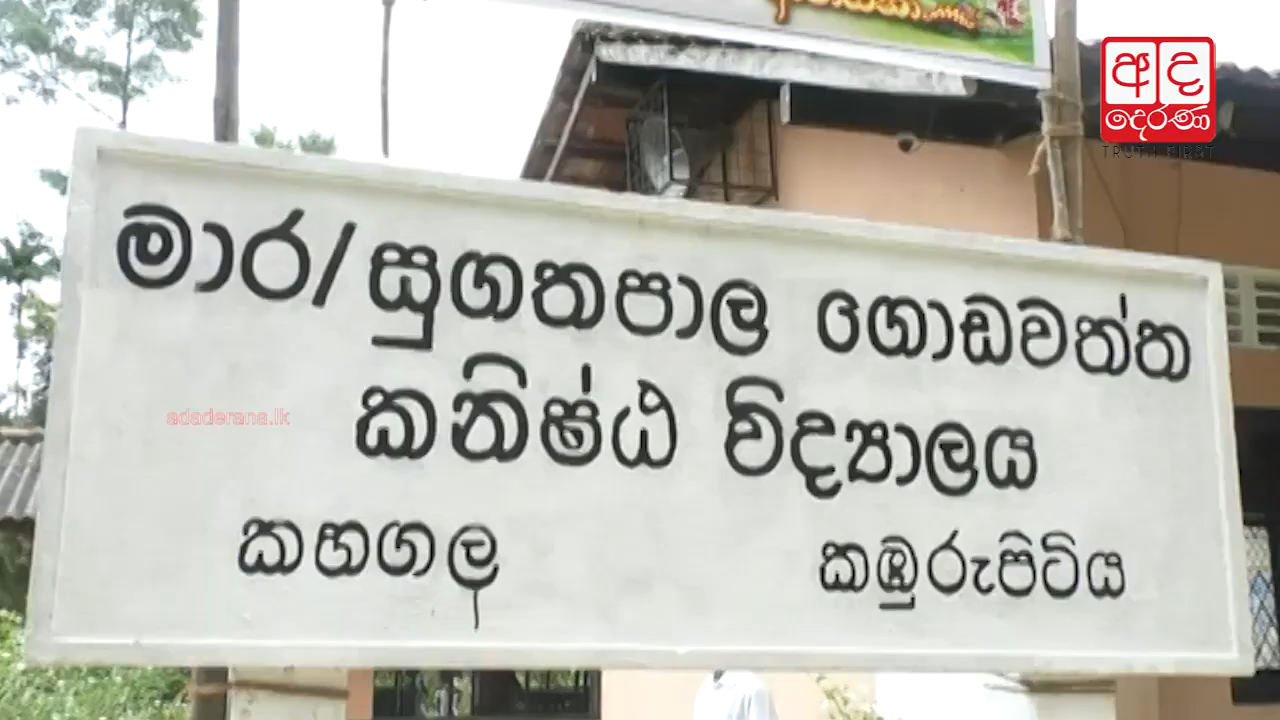 අද
දෙරණ
TRUTH FIRST
මාර/සුගතපාල ගොඩවත්ත
කනිෂ්ඨ විද්‍යාලය
adaderana.lk
කහගල කඹුරුපිටිය